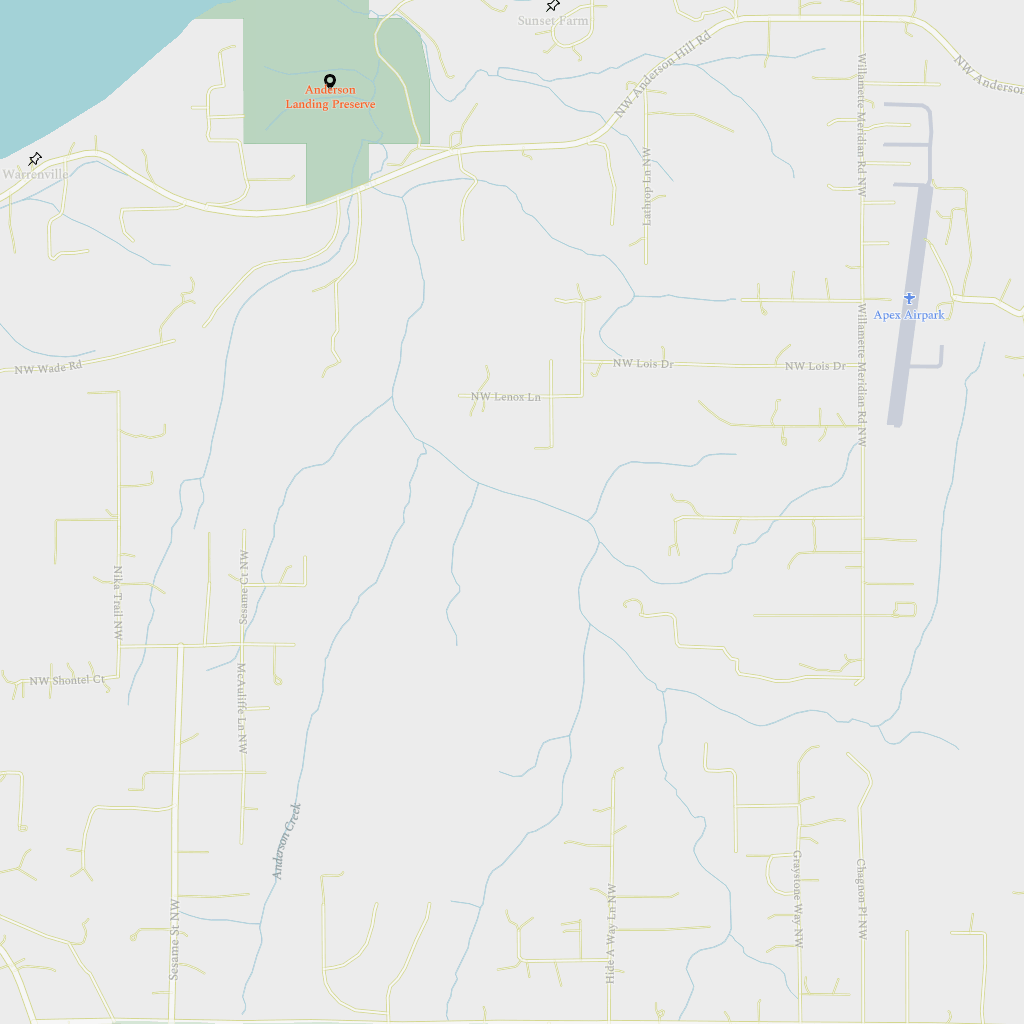 Sunset Farm
NW Anderson Hill Rd
NW Anderson
Anderson
Landing Preserve
Willamette Meridian Rd NW
Warrenville
Lathrop Ln NW
Apex Airpark
NW Wade Rd
NW Lois Dr
NW Lois Dr
Willamette Meridian Rd NW
NW Lenox Ln
Nika Trail NW
Sesame Ct NW
NW Shontel Ct
McAuliffe Ln NW
Anderson Creek
Sesame St NW
Hide A Way Ln NW
Graystone Way NW
Chagnon Pl NW